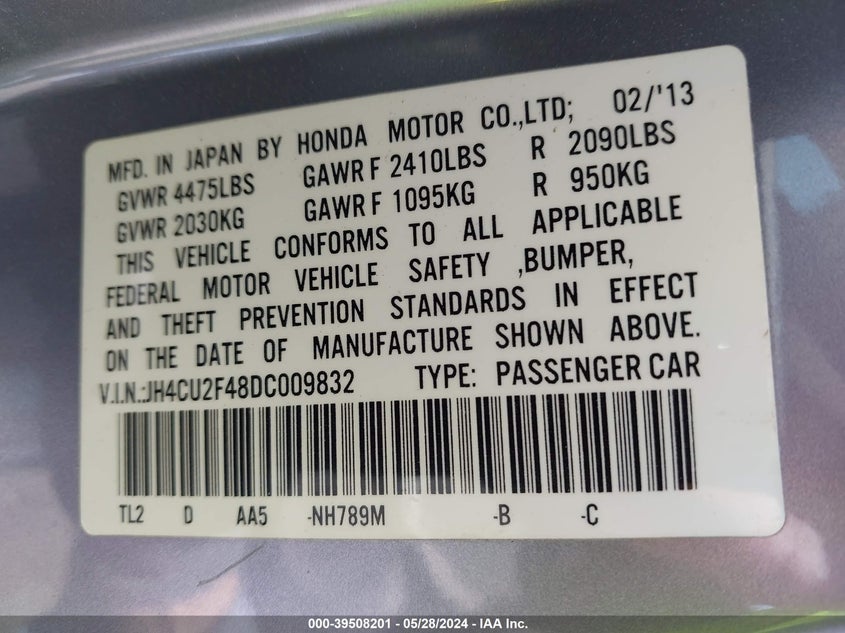 MFD. IN JAPAN BY HONDA MOTOR CO.,LTD; 02/'13
GVWR 4475LBS GAWR F 2410LBS R 2090LBS
GVWR 2030KG GAWR F 1095KG R 950KG
THIS VEHICLE CONFORMS TO ALL APPLICABLE
FEDERAL MOTOR VEHICLE SAFETY ,BUMPER,
AND THEFT PREVENTION STANDARDS IN EFFECT
ON THE DATE OF MANUFACTURE SHOWN ABOVE.
V.I.N.:JH4CU2F48DC009832 TYPE: PASSENGER CAR
TL2 D AA5 -NH789M -B -C
000-39508201 - 05/28/2024 - IAA Inc.